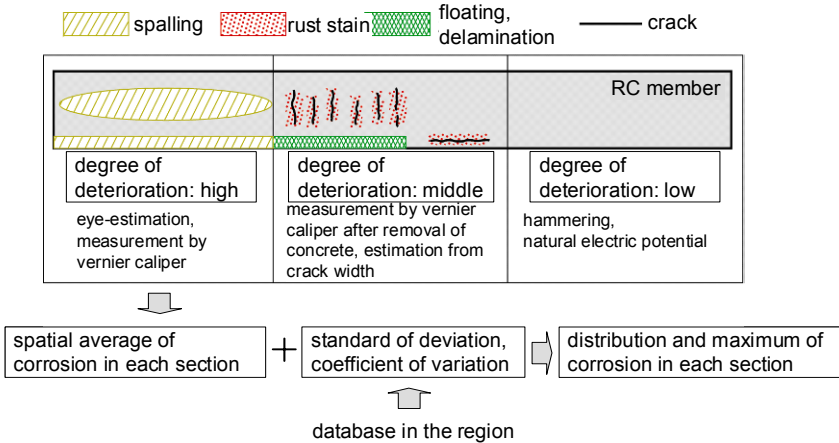 spalling
rust stain
floating,
delamination
crack
RC member
degree of
deterioration: high
degree of
deterioration: middle
degree of
deterioration: low
eye-estimation,
measurement by
vernier caliper
measurement by vernier
caliper after removal of
concrete, estimation from
crack width
hammering,
natural electric potential
spatial average of
corrosion in each section
+
standard of deviation,
coefficient of variation
distribution and maximum of
corrosion in each section
database in the region